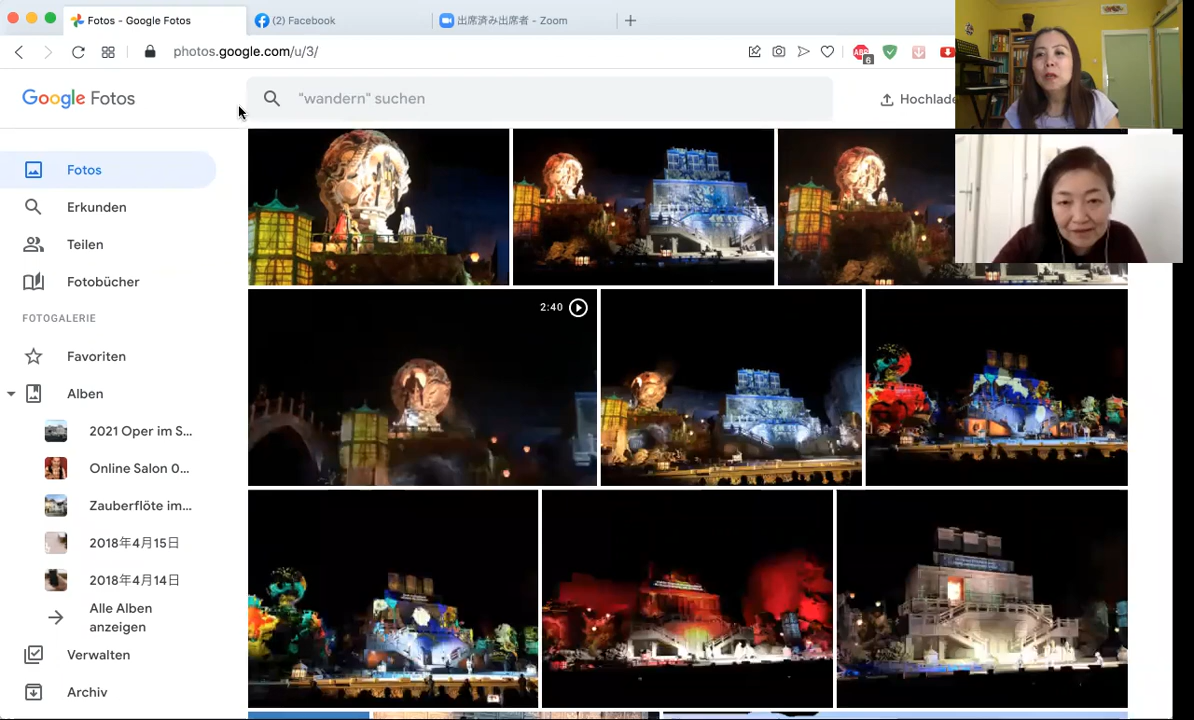 Fotos - Google Fotos
(2) Facebook
出席済み出席者 - Zoom
photos.google.com/u/3/
ABP
6
Google Fotos
"wandern" suchen
Hochlade
Fotos
Erkunden
Teilen
Fotobücher
FOTOGALERIE
Favoriten
Alben
2021 Oper im S...
Online Salon 0...
Zauberflöte im...
2018年4月15日
2018年4月14日
Alle Alben
anzeigen
Verwalten
Archiv
2:40